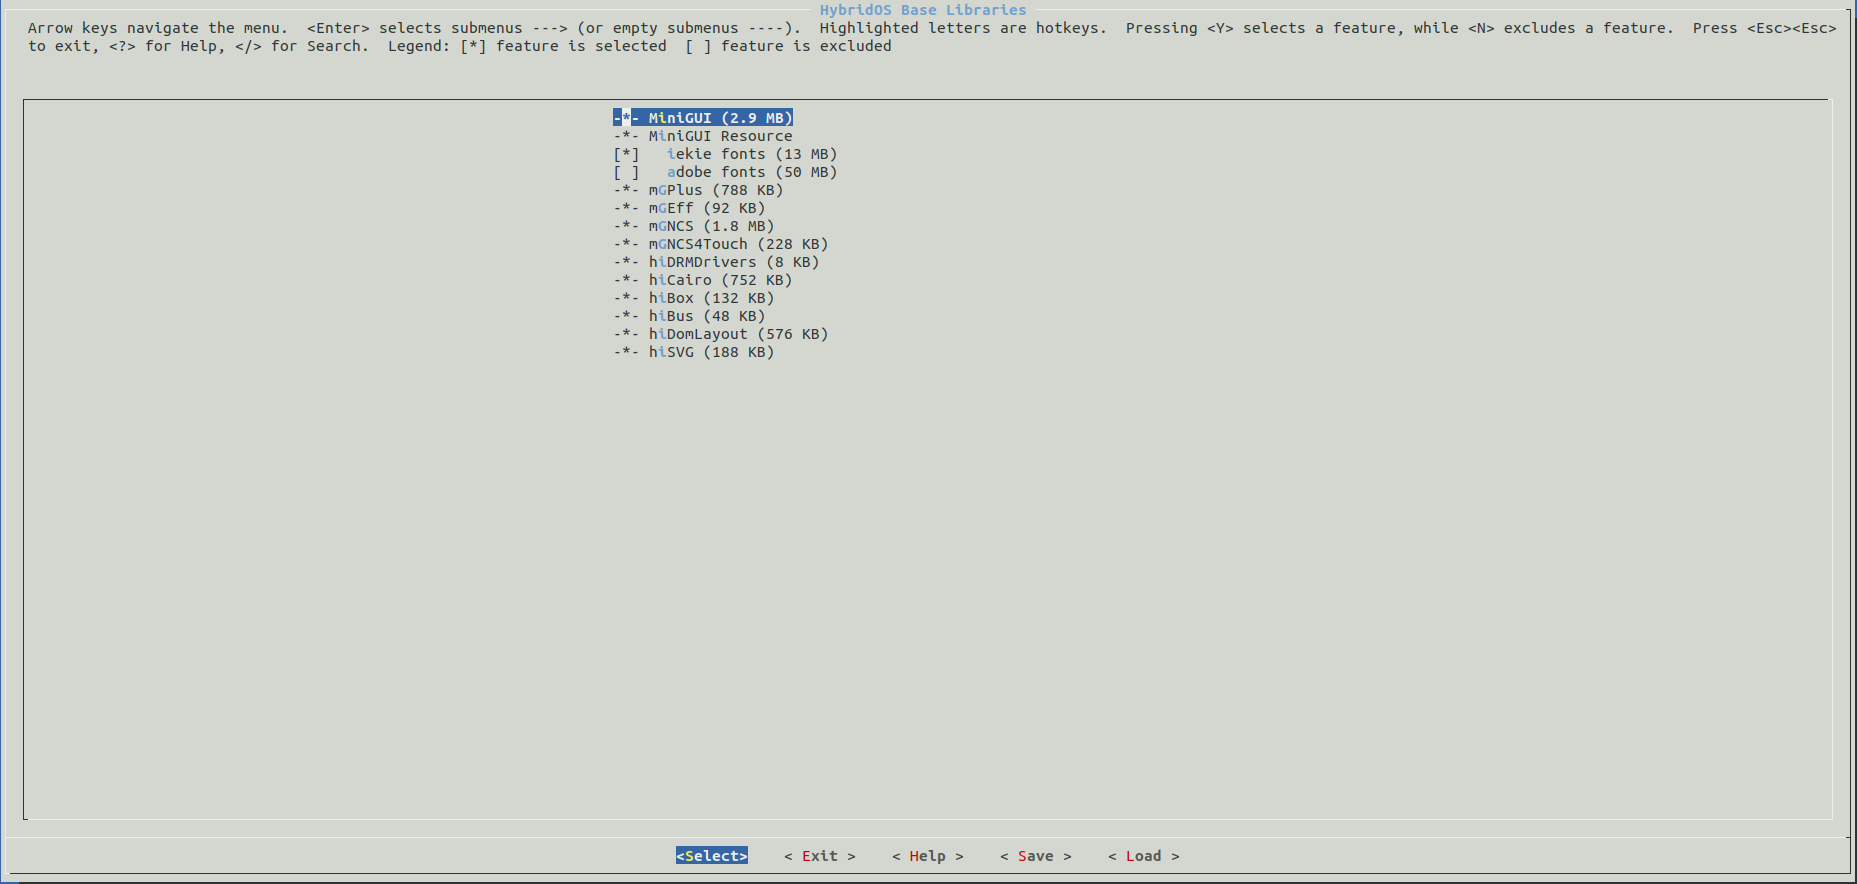 HybridOS Base Libraries
Arrow keys navigate the menu.  <Enter> selects submenus ---> (or empty submenus ----).  Highlighted letters are hotkeys.  Pressing <Y> selects a feature, while <N> excludes a feature.  Press <Esc><Esc>
to exit, <?> for Help, </> for Search.  Legend: [*] feature is selected  [ ] feature is excluded
-*- MiniGUI (2.9 MB)
-*- MiniGUI Resource
[*]   iekie fonts (13 MB)
[ ]   adobe fonts (50 MB)
-*- mGPlus (788 KB)
-*- mGEff (92 KB)
-*- mGNCS (1.8 MB)
-*- mGNCS4Touch (228 KB)
-*- hiDRMDrivers (8 KB)
-*- hiCairo (752 KB)
-*- hiBox (132 KB)
-*- hiBus (48 KB)
-*- hiDomLayout (576 KB)
-*- hiSVG (188 KB)
<Select>    < Exit >    < Help >    < Save >    < Load >